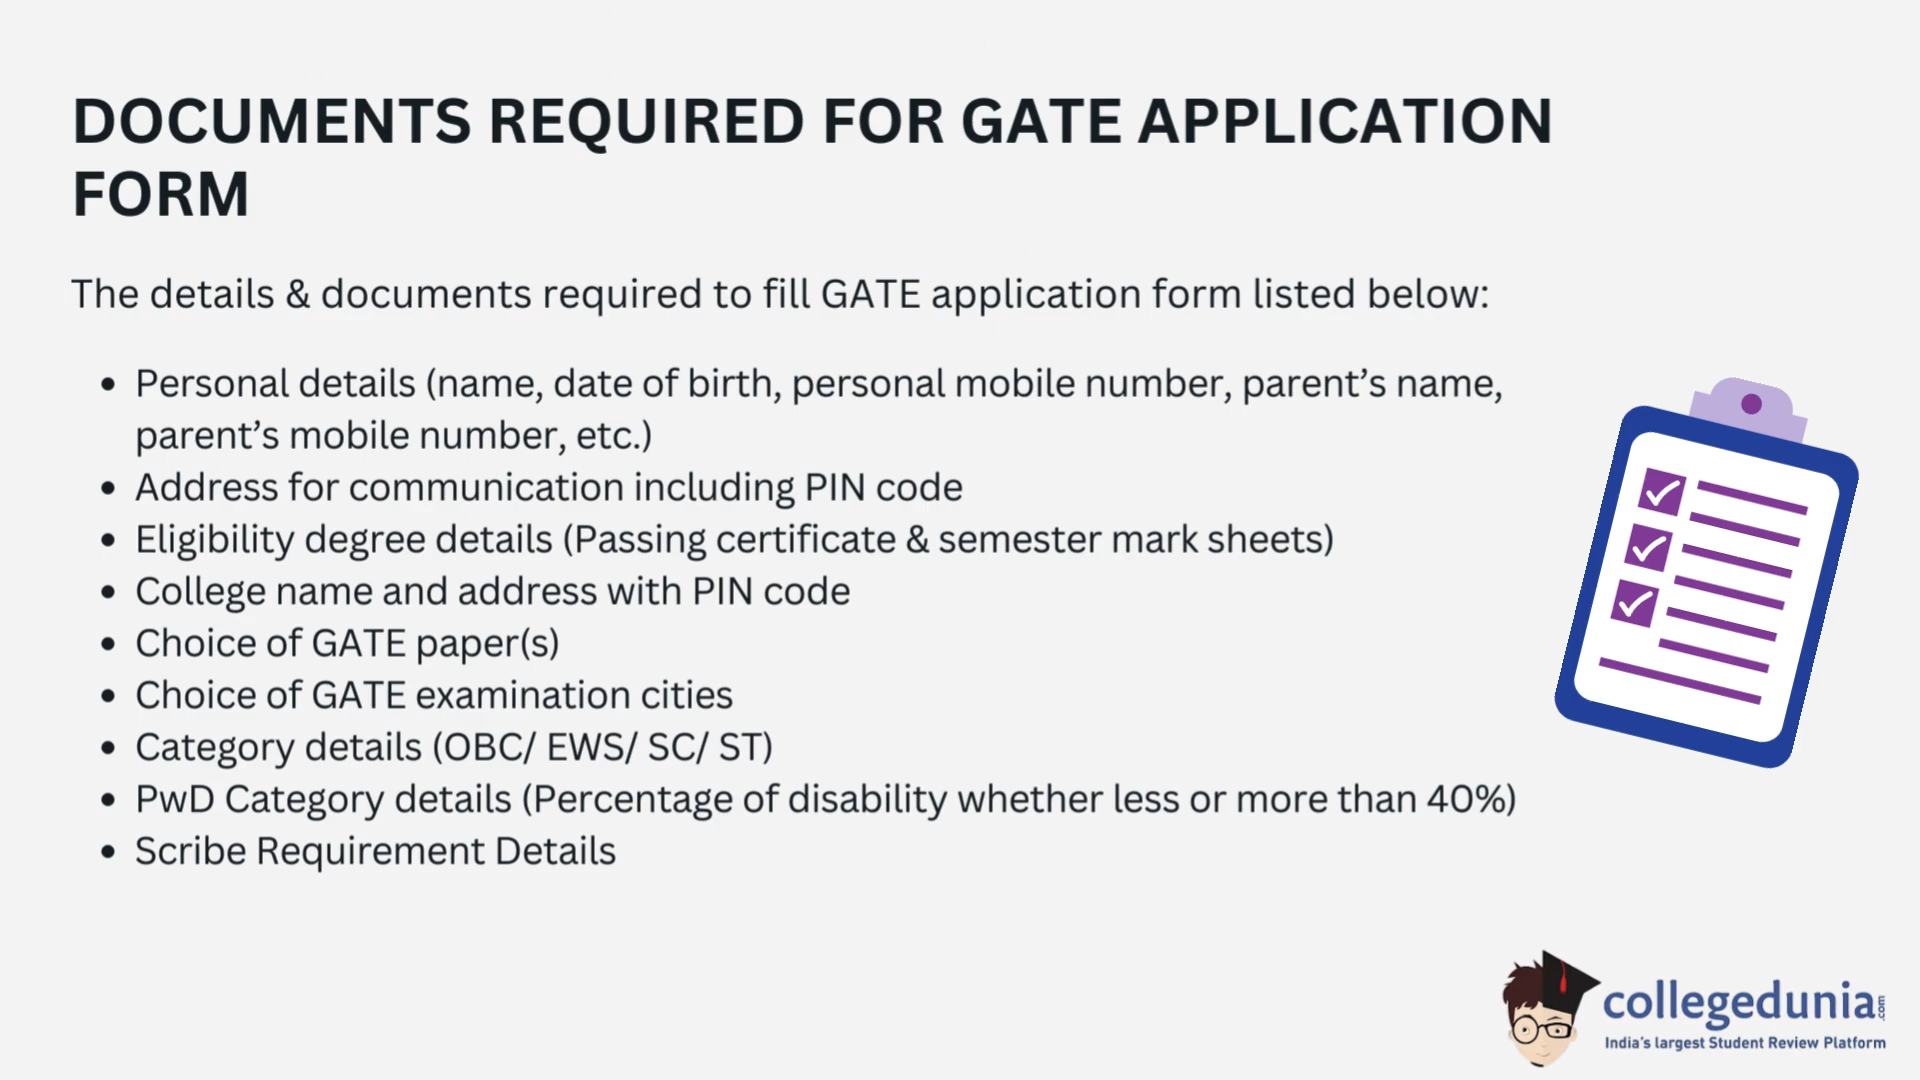 DOCUMENTS REQUIRED FOR GATE APPLICATION
FORM
The details & documents required to fill GATE application form listed below:
• Personal details (name, date of birth, personal mobile number, parent’s name,
parent’s mobile number, etc.)
• Address for communication including PIN code
• Eligibility degree details (Passing certificate & semester mark sheets)
• College name and address with PIN code
• Choice of GATE paper(s)
• Choice of GATE examination cities
• Category details (OBC/ EWS/ SC/ ST)
• PwD Category details (Percentage of disability whether less or more than 40%)
• Scribe Requirement Details
collegedunia.com
India’s largest Student Review Platform